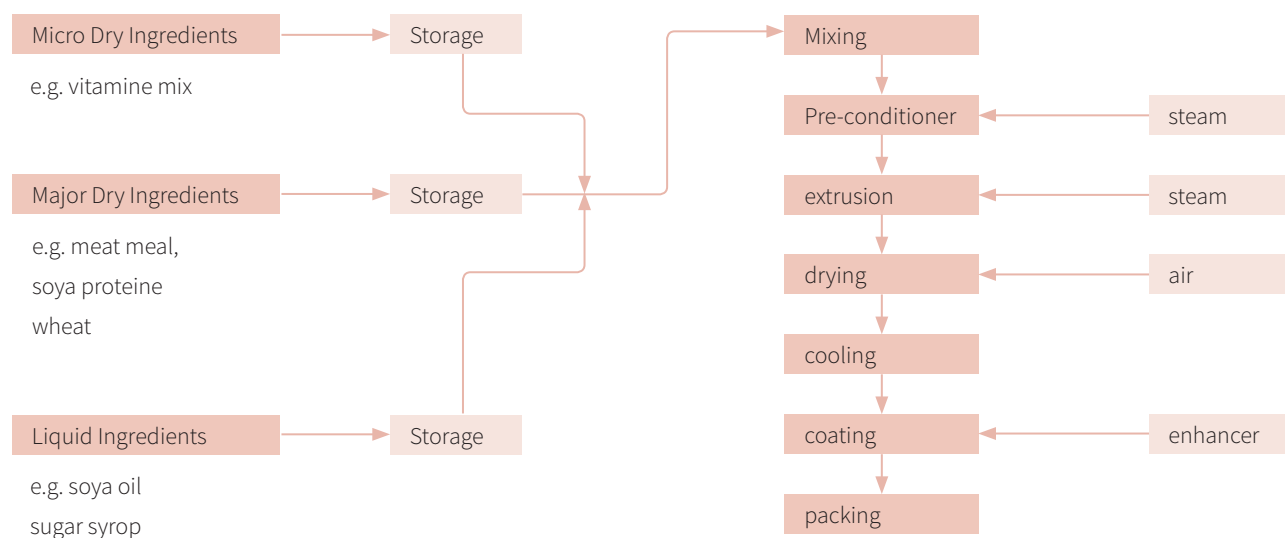 Micro Dry Ingredients
Storage
e.g. vitamine mix
Major Dry Ingredients
Storage
e.g. meat meal,
soya proteine
wheat
Liquid Ingredients
Storage
e.g. soya oil
sugar syrop
Mixing
Pre-conditioner
steam
extrusion
steam
drying
air
cooling
coating
enhancer
packing